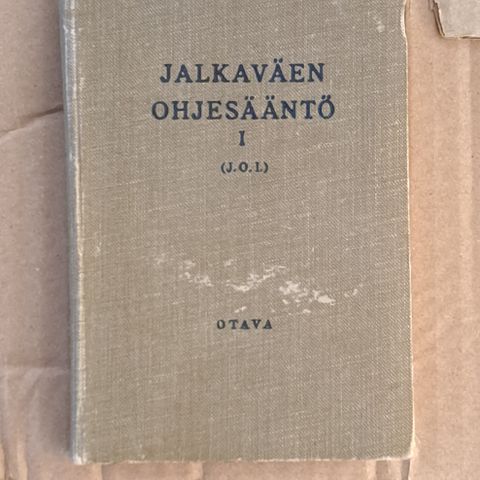 JALKAVÄEN
OHJESÄÄNTÖ
I
(J.O.I.)
OTAVA